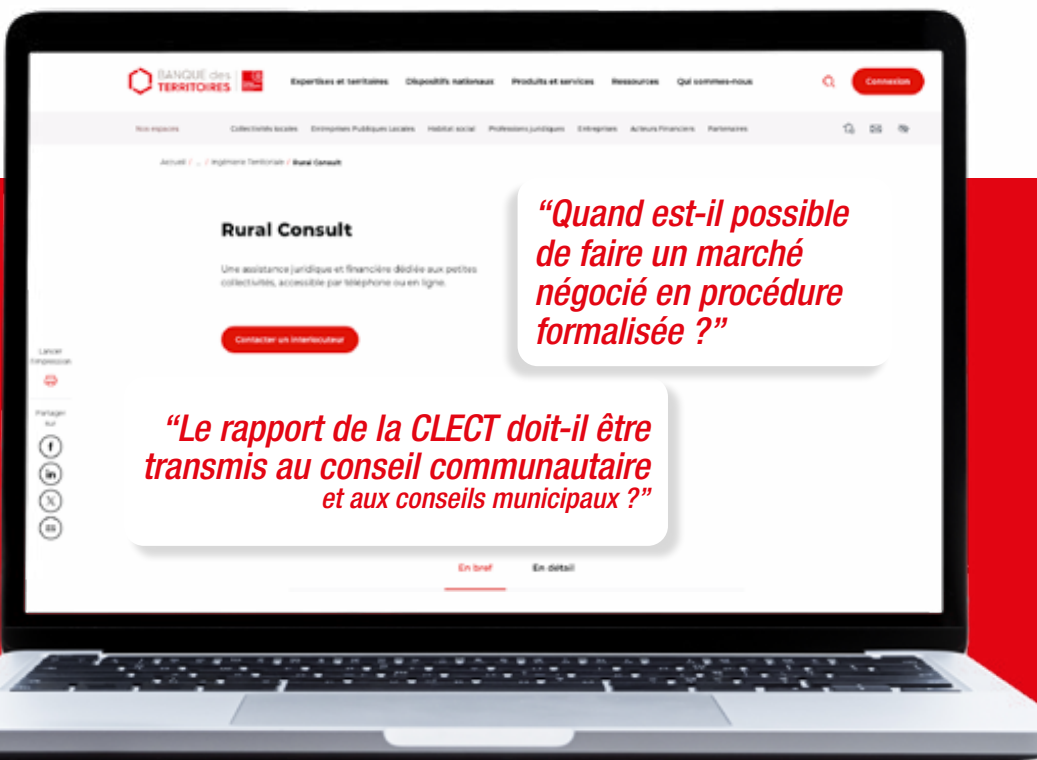 BANQUE des
TERRITOIRES
Expertises et territoires Dispositifs nationaux Produits et services Ressources Qui sommes-nous
Connexion
Nos espaces Collectivités locales Entreprises Publiques Locales Habitat social Professions juridiques Entreprises Acteurs Financiers Partenaires
Accueil / ... / Ingénierie Territoriale / Rural Consult
Rural Consult
Une assistance juridique et financière dédiée aux petites
collectivités, accessible par téléphone ou en ligne.
Contacter un interlocuteur
“Quand est-il possible
de faire un marché
négocié en procédure
formalisée ?”
Lancer
l'impression
Partager
sur
“Le rapport de la CLECT doit-il être
transmis au conseil communautaire
et aux conseils municipaux ?”
En bref En détail